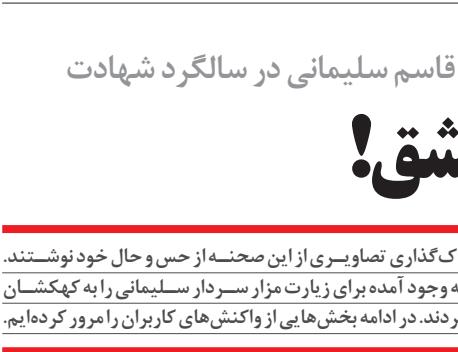 قاسم سلیمانی در سالگرد شهادت
شق!
ک‌گذاری تصاویری از این صحنه از حس و حال خود نوشتند.
ه وجود آمده برای زیارت مزار سردار سلیمانی را به کهکشان
ردند. در ادامه بخش‌هایی از واکنش‌های کاربران را مرور کرده‌ایم.